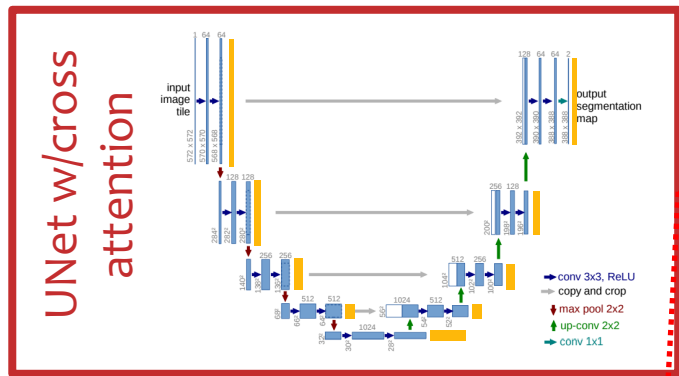 UNet w/cross
attention
1 64 64
input
image
tile
572 x 572
570 x 570
568 x 568
128 64 64 2
output
segmentation
map
392 x 392
390 x 390
388 x 388
388 x 388
128 128
284²
282²
280²
256 128
200²
198²
196²
256 256
140²
138²
136²
512 256
104²
102²
100²
512 512
68²
66²
64²
1024 512
56²
54²
52²
1024
32²
30²
28²
conv 3x3, ReLU
copy and crop
max pool 2x2
up-conv 2x2
conv 1x1